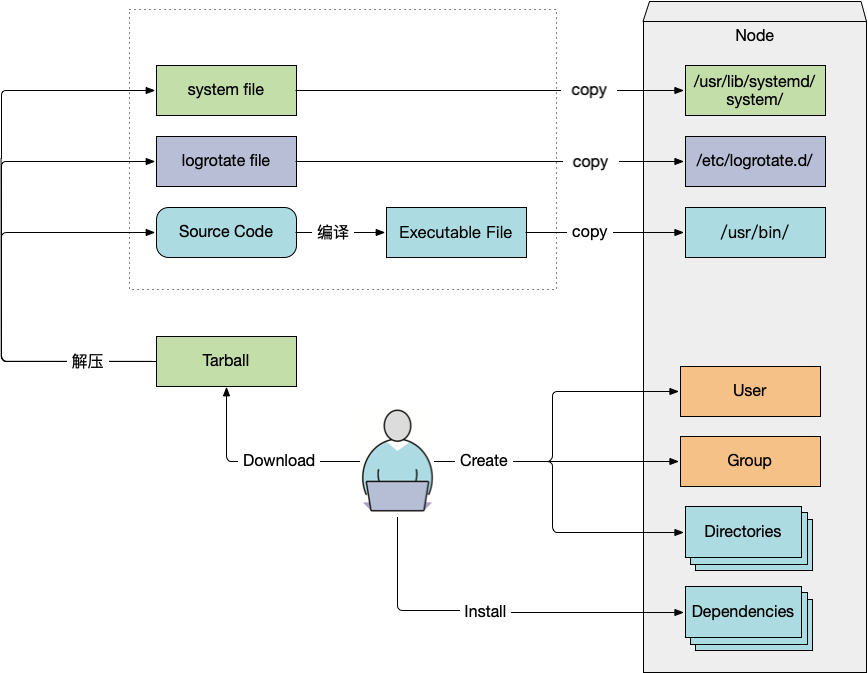 Node
system file
copy
/usr/lib/systemd/
system/
logrotate file
copy
/etc/logrotate.d/
Source Code
编译
Executable File
copy
/usr/bin/
解压
Tarball
User
Download
Create
Group
Directories
Install
Dependencies